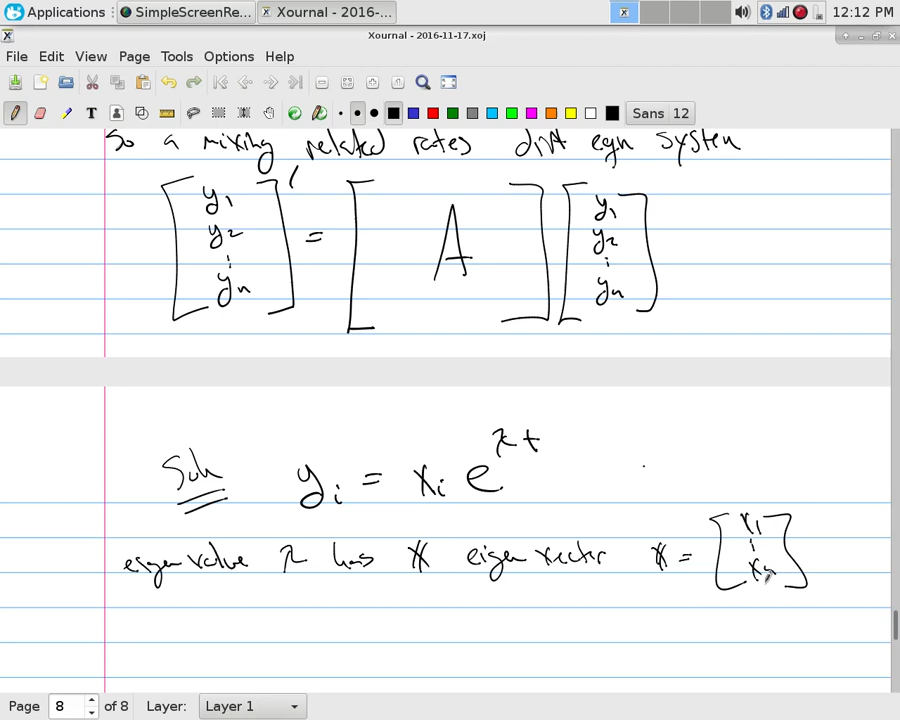 Applications SimpleScreenRe... Xournal - 2016-... 12:12 PM
Xournal - 2016-11-17.xoj
File Edit View Page Tools Options Help
T Sans 12
So a mixing related rates diff eqn system
[y1 y2 ⋮ yn]' = [A] [y1 y2 ⋮ yn]
Soln yi = xi e^λt
eigenvalue λ has x eigenvector x = [x1 ⋮ xn]
Page 8 of 8 Layer: Layer 1